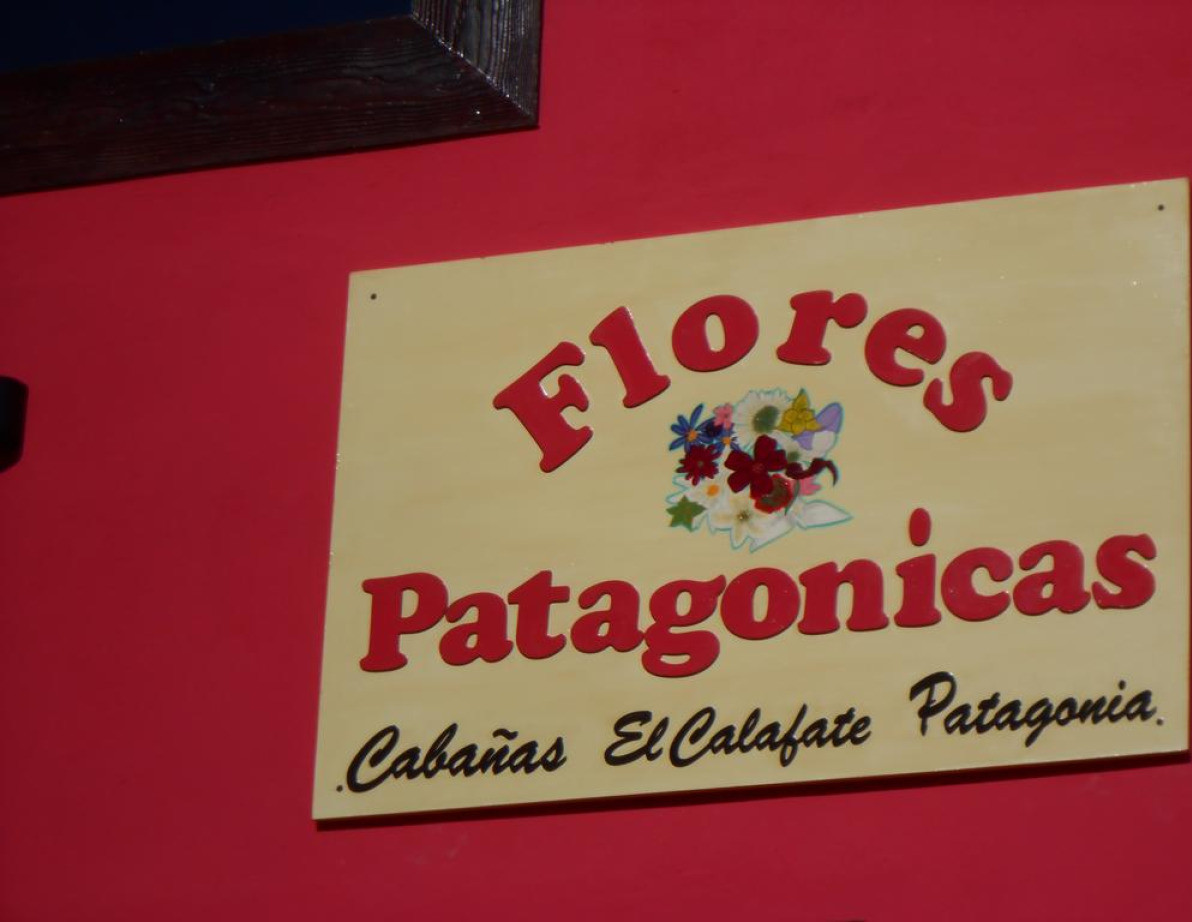 Flores
Patagonicas
Cabañas El Calafate Patagonia